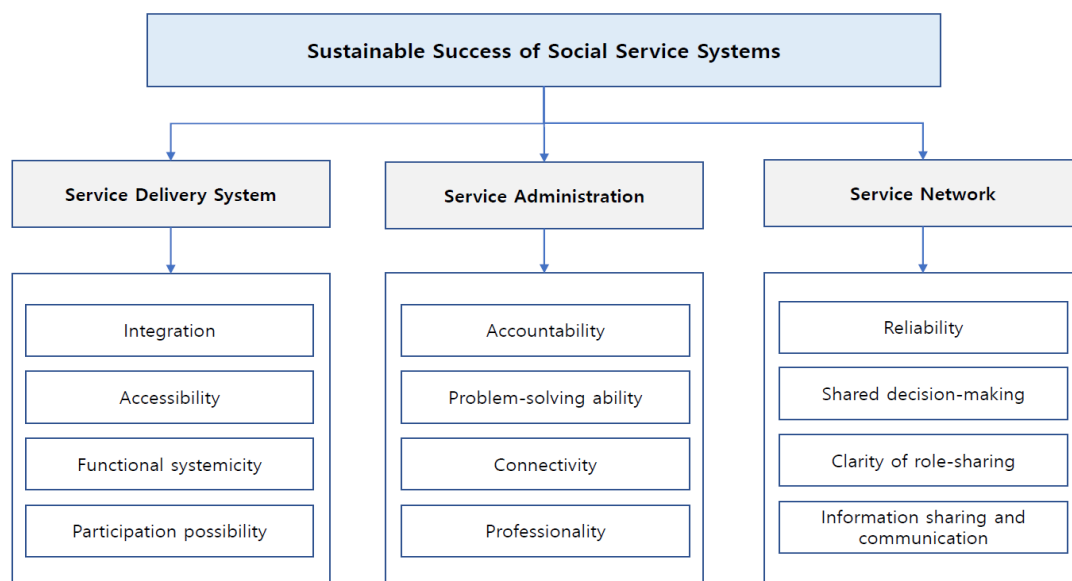 Sustainable Success of Social Service Systems
Service Delivery System
Service Administration
Service Network
Integration
Accessibility
Functional systemicity
Participation possibility
Accountability
Problem-solving ability
Connectivity
Professionality
Reliability
Shared decision-making
Clarity of role-sharing
Information sharing and
communication